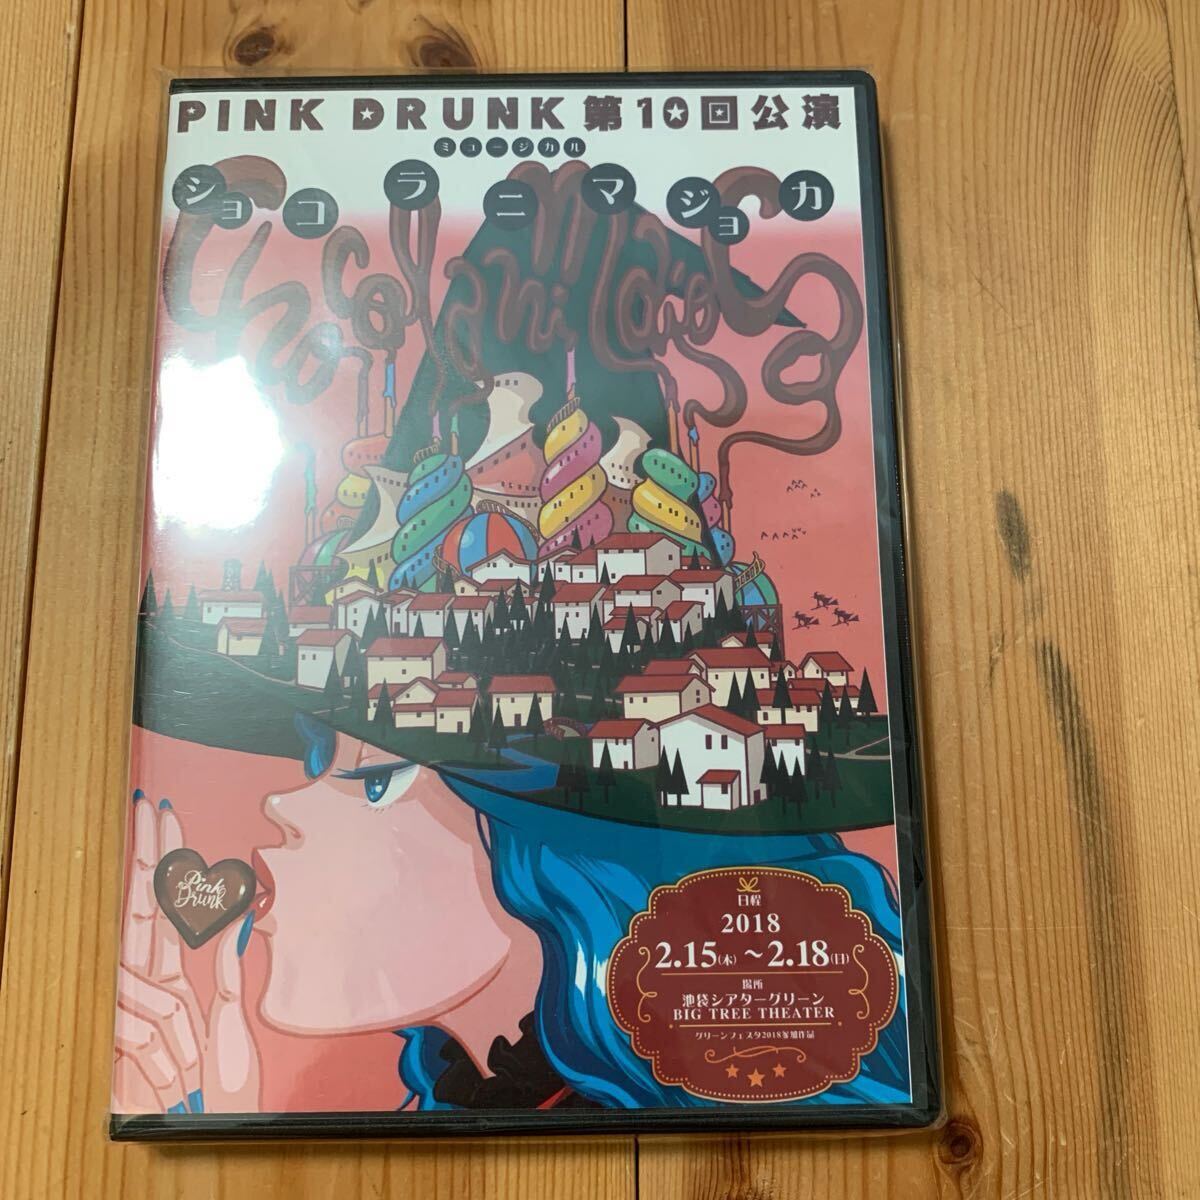 PINK DRUNK 第10回公演
ミュージカル
ショコラニマジョカ
Chocolanimadioca
Pink Drunk
日程
2018
2.15(木)～2.18(日)
場所
池袋シアターグリーン
BIG TREE THEATER
グリーンフェスタ2018参加作品